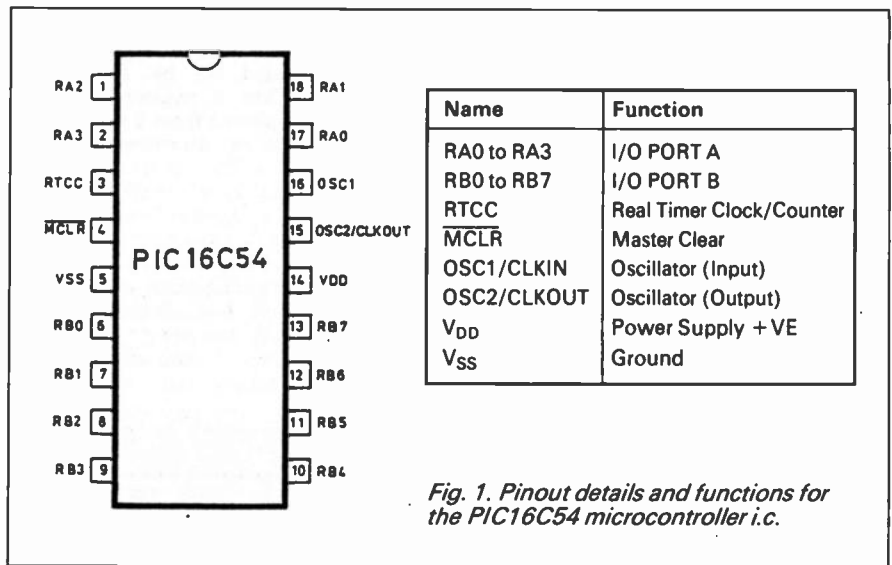 RA2 1
18 RA1
RA3 2
17 RA0
RTCC 3
16 OSC1
MCLR 4
15 OSC2/CLKOUT
PIC16C54
VSS 5
14 VDD
RB0 6
13 RB7
RB1 7
12 RB6
RB2 8
11 RB5
RB3 9
10 RB4
Name Function
RA0 to RA3 I/O PORT A
RB0 to RB7 I/O PORT B
RTCC Real Timer Clock/Counter
MCLR Master Clear
OSC1/CLKIN Oscillator (Input)
OSC2/CLKOUT Oscillator (Output)
VDD Power Supply +VE
VSS Ground
Fig. 1. Pinout details and functions for
the PIC16C54 microcontroller i.c.